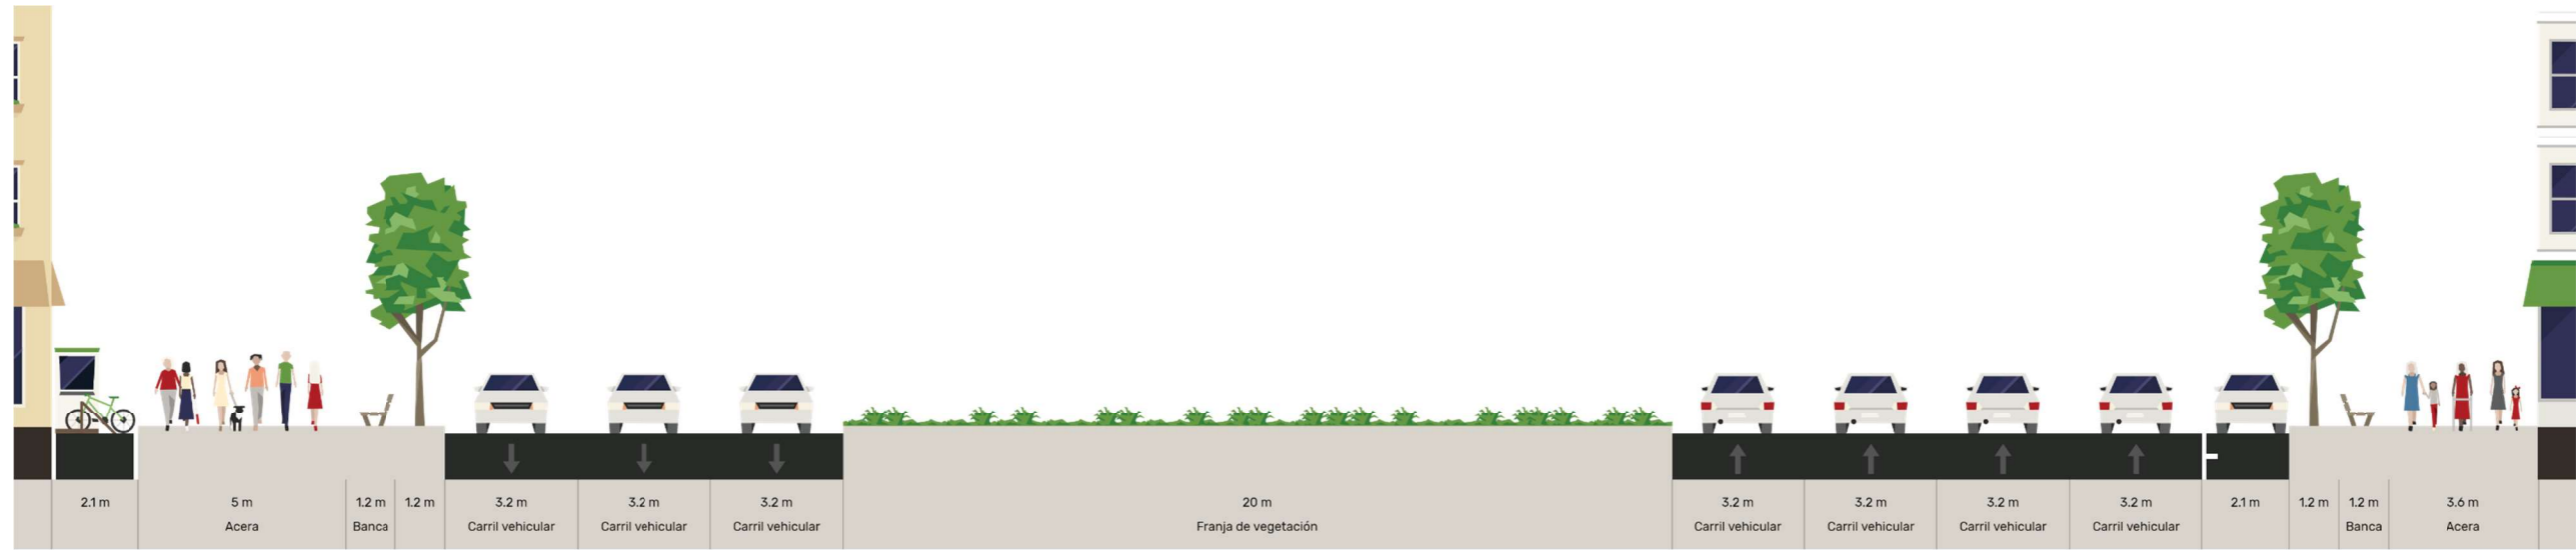 2.1 m
5 m
Acera
1.2 m
Banca
1.2 m
3.2 m
Carril vehicular
3.2 m
Carril vehicular
3.2 m
Carril vehicular
20 m
Franja de vegetación
3.2 m
Carril vehicular
3.2 m
Carril vehicular
3.2 m
Carril vehicular
3.2 m
Carril vehicular
2.1 m
1.2 m
1.2 m
Banca
3.6 m
Acera